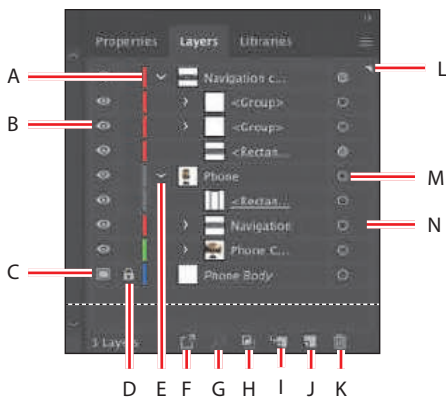 Properties Layers Libraries
L
A
Navigation c...
<Group>
B
<Group>
<Rectan...
Phone
M
<Rectan...
Navigation
N
Phone C...
C
Phone Body
3 Layers
D E F G H I J K